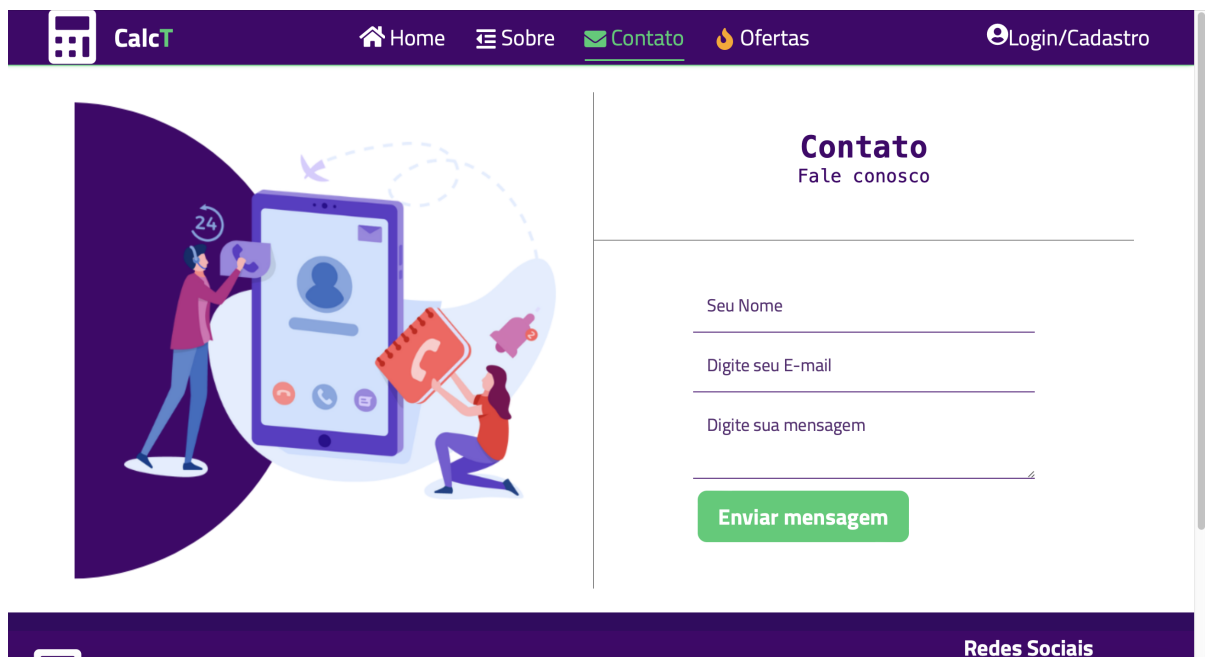 CalcT
Home
Sobre
Contato
Ofertas
Login/Cadastro
24
2
Contato
Fale conosco
Seu Nome
Digite seu E-mail
Digite sua mensagem
Enviar mensagem
Redes Sociais